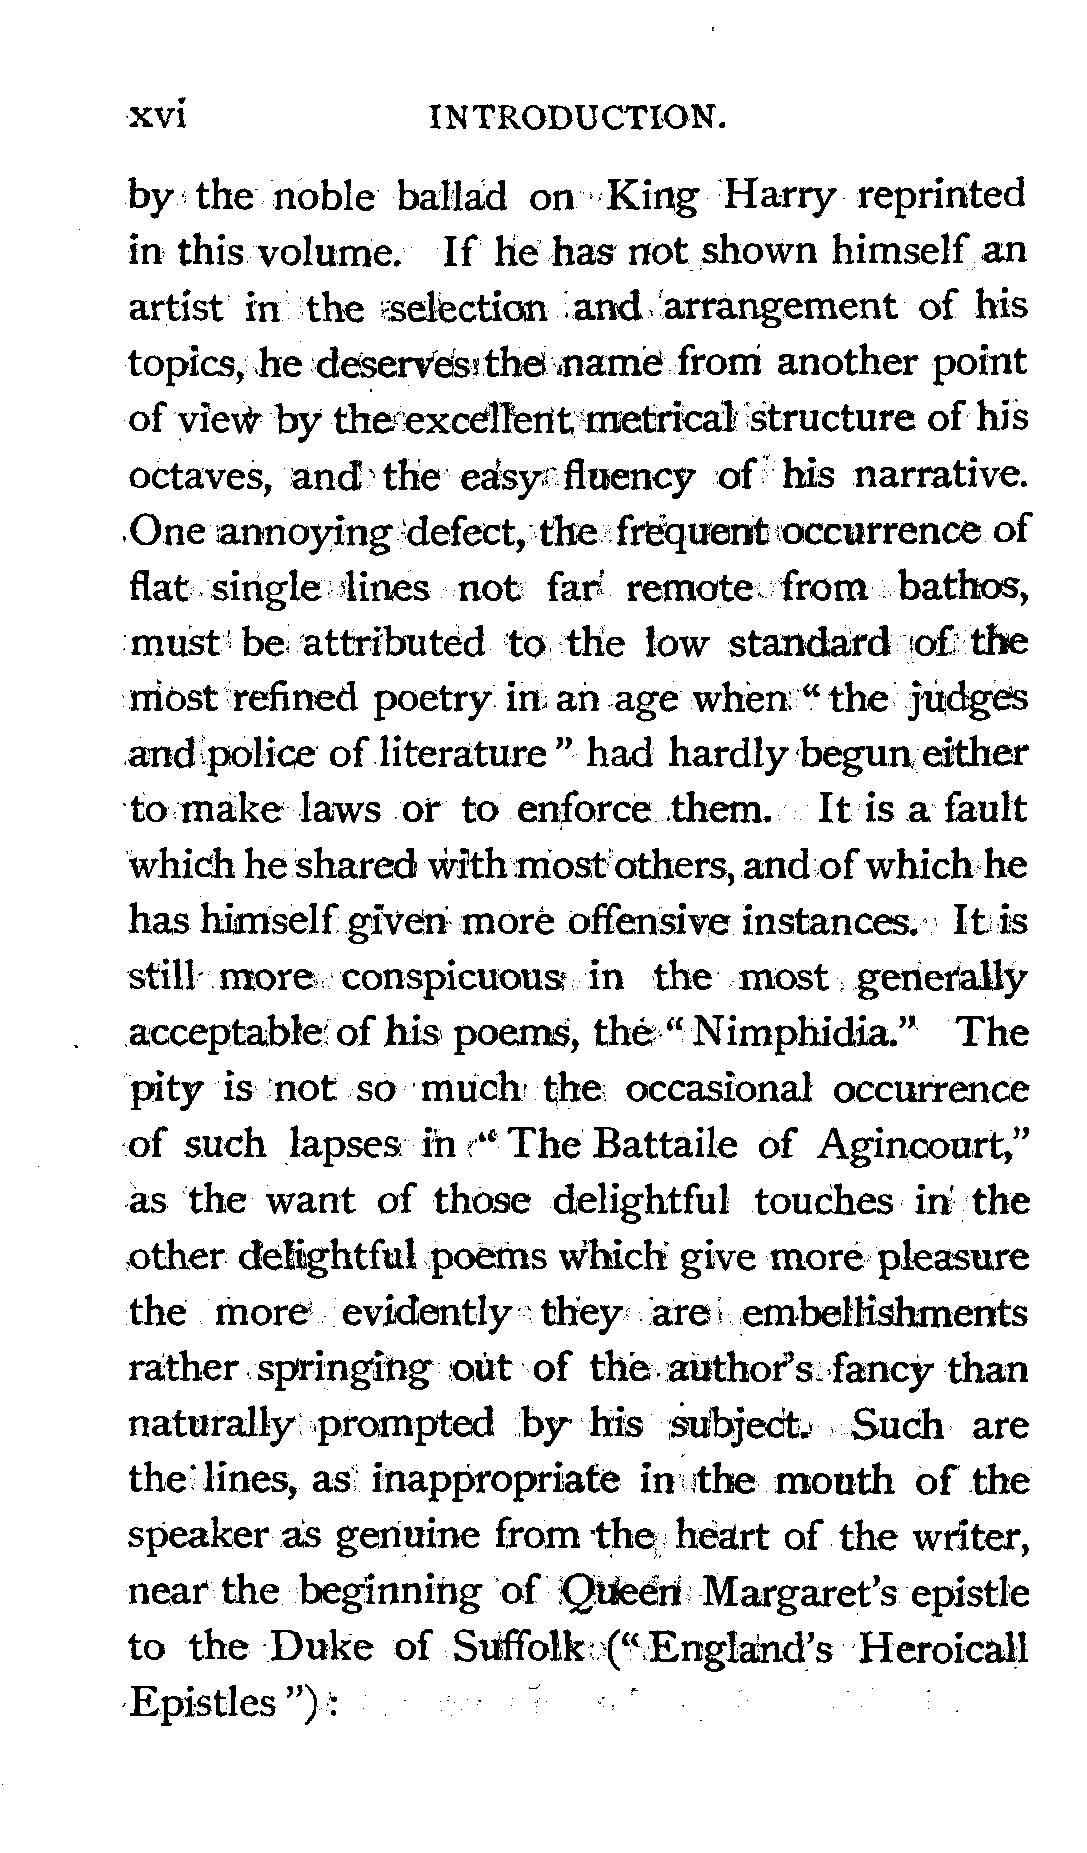 xvi INTRODUCTION.
by the noble ballad on King Harry reprinted
in this volume. If he has not shown himself an
artist in the selection and arrangement of his
topics, he deserves the name from another point
of view by the excellent metrical structure of his
octaves, and the easy fluency of his narrative.
One annoying defect, the frequent occurrence of
flat single lines not far remote from bathos,
must be attributed to the low standard of the
most refined poetry in an age when “the judges
and police of literature” had hardly begun either
to make laws or to enforce them. It is a fault
which he shared with most others, and of which he
has himself given more offensive instances. It is
still more conspicuous in the most generally
acceptable of his poems, the “Nimphidia.” The
pity is not so much the occasional occurrence
of such lapses in “The Battaile of Agincourt,”
as the want of those delightful touches in the
other delightful poems which give more pleasure
the more evidently they are embellishments
rather springing out of the author’s fancy than
naturally prompted by his subject. Such are
the lines, as inappropriate in the mouth of the
speaker as genuine from the heart of the writer,
near the beginning of Queen Margaret’s epistle
to the Duke of Suffolk (“England’s Heroicall
Epistles”):